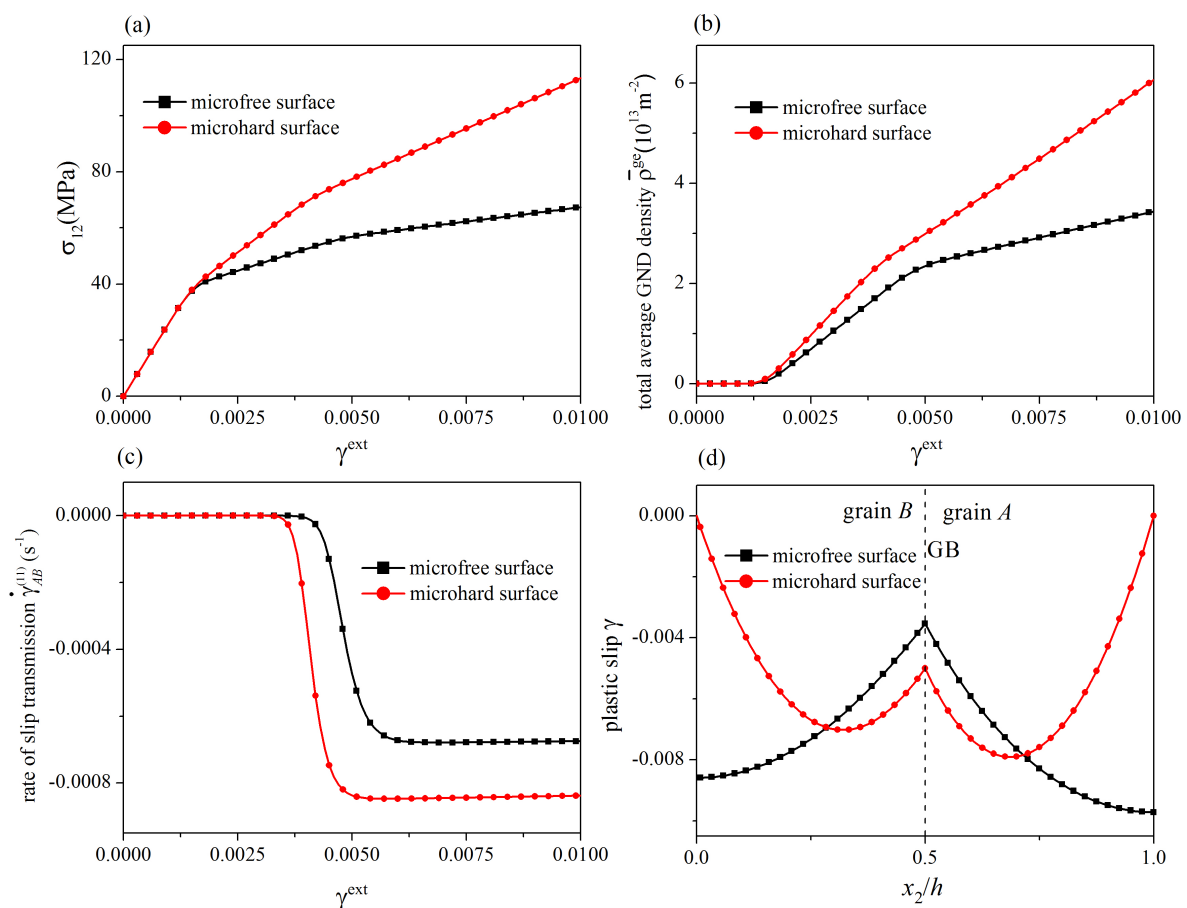 (a)
120
80
40
0
σ12(MPa)
microfree surface
microhard surface
0.0000 0.0025 0.0050 0.0075 0.0100
γext
(b)
6
4
2
0
total average GND density ρ̄ge(1013m-2)
microfree surface
microhard surface
0.0000 0.0025 0.0050 0.0075 0.0100
γext
(c)
0.0000
-0.0004
-0.0008
rate of slip transmission γ̇AB(11) (s-1)
microfree surface
microhard surface
0.0000 0.0025 0.0050 0.0075 0.0100
γext
(d)
0.000
-0.004
-0.008
plastic slip γ
grain B grain A
GB
microfree surface
microhard surface
0.0 0.5 1.0
x2/h